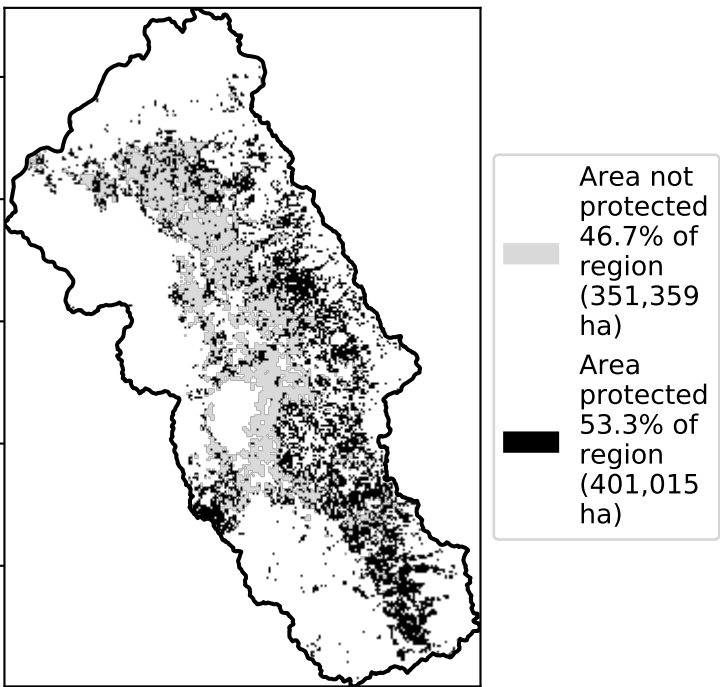 Area not
protected
46.7% of
region
(351,359
ha)
Area
protected
53.3% of
region
(401,015
ha)